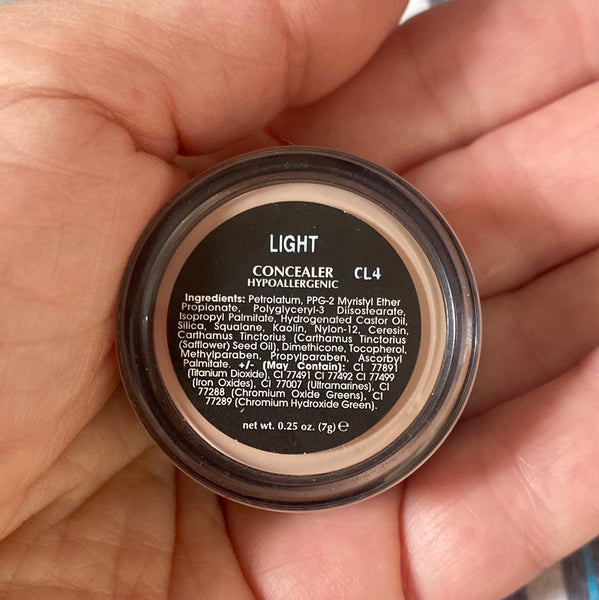 LIGHT
CONCEALER CL4
HYPOALLERGENIC
Ingredients: Petrolatum, PPG-2 Myristyl Ether
Propionate, Polyglyceryl-3 Diisostearate,
Isopropyl Palmitate, Hydrogenated Castor Oil,
Silica, Squalane, Kaolin, Nylon-12, Ceresin,
Carthamus Tinctorius (Carthamus Tinctorius
(Safflower) Seed Oil), Dimethicone, Tocopherol,
Methylparaben, Propylparaben, Ascorbyl
Palmitate. +/- (May Contain): CI 77891
(Titanium Dioxide), CI 77491 CI 77492 CI 77499
(Iron Oxides), CI 77007 (Ultramarines), CI
77288 (Chromium Oxide Greens), CI
77289 (Chromium Hydroxide Green).
net wt. 0.25 oz. (7g) ℮